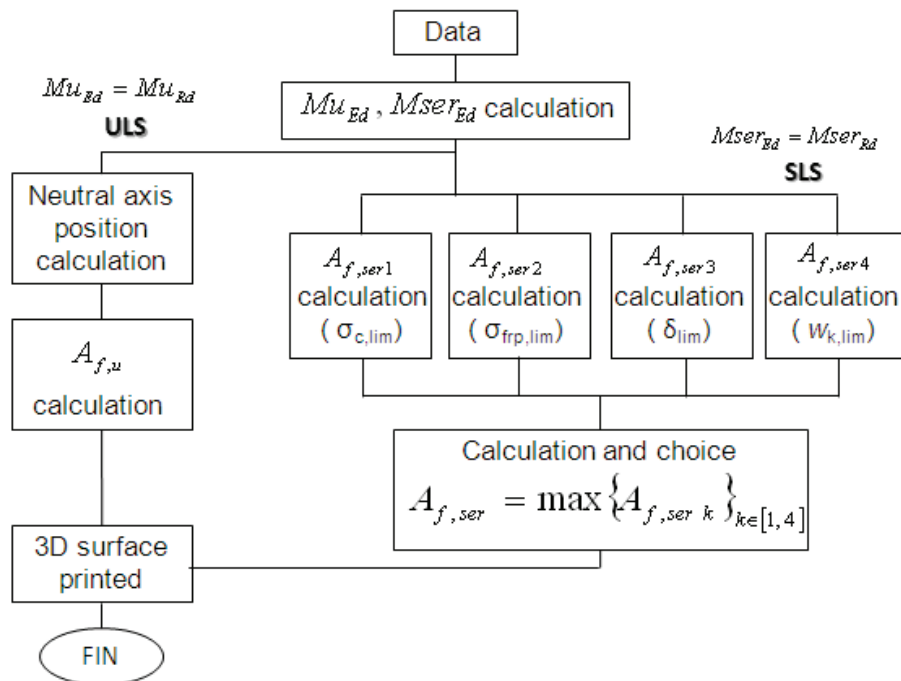 Data
Mu_Ed = Mu_Rd
ULS
Mu_Ed , Mser_Ed calculation
Mser_Ed = Mser_Rd
SLS
Neutral axis
position
calculation
A_f,u
calculation
A_f,ser1
calculation
( σ_c,lim)
A_f,ser2
calculation
( σ_frp,lim)
A_f,ser3
calculation
( δ_lim)
A_f,ser4
calculation
( w_k,lim)
Calculation and choice
A_f,ser = max{A_f,ser k}_k∈[1,4]
3D surface
printed
FIN